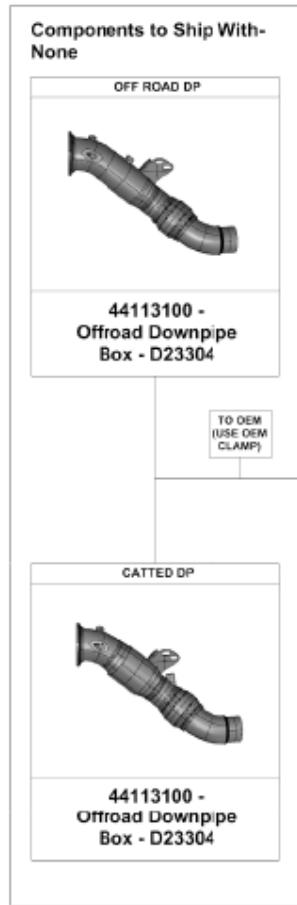 Components to Ship With-
None
OFF ROAD DP
44113100 -
Offroad Downpipe
Box - D23304
TO OEM
(USE OEM
CLAMP)
CATTED DP
44113100 -
Offroad Downpipe
Box - D23304